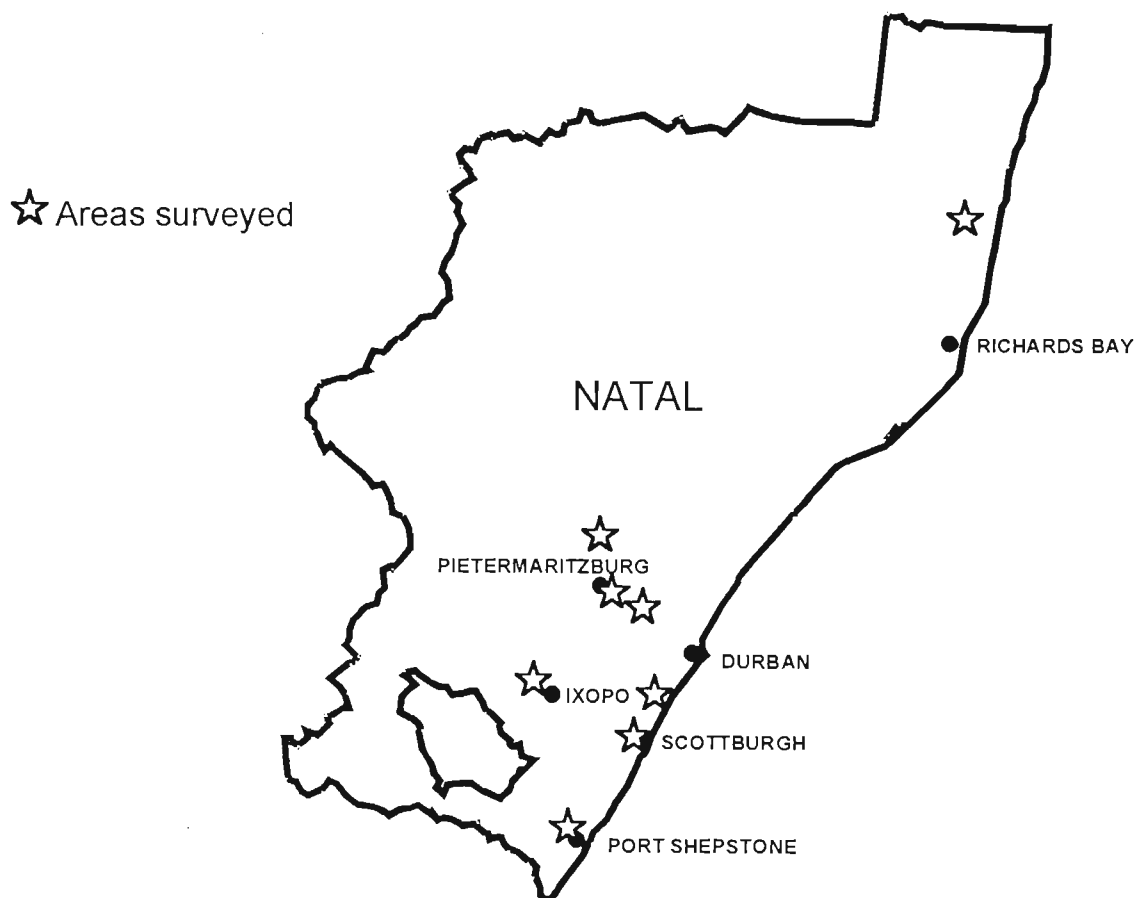 Areas surveyed
RICHARDS BAY
NATAL
PIETERMARITZBURG
DURBAN
IXOPO
SCOTTBURGH
PORT SHEPSTONE